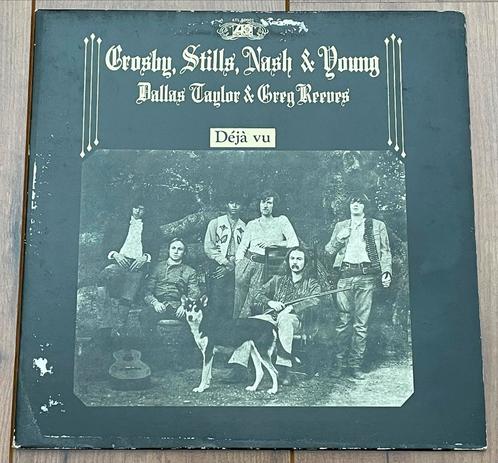 Crosby, Stills, Nash & Young
Dallas Taylor & Greg Reeves
Déjà vu